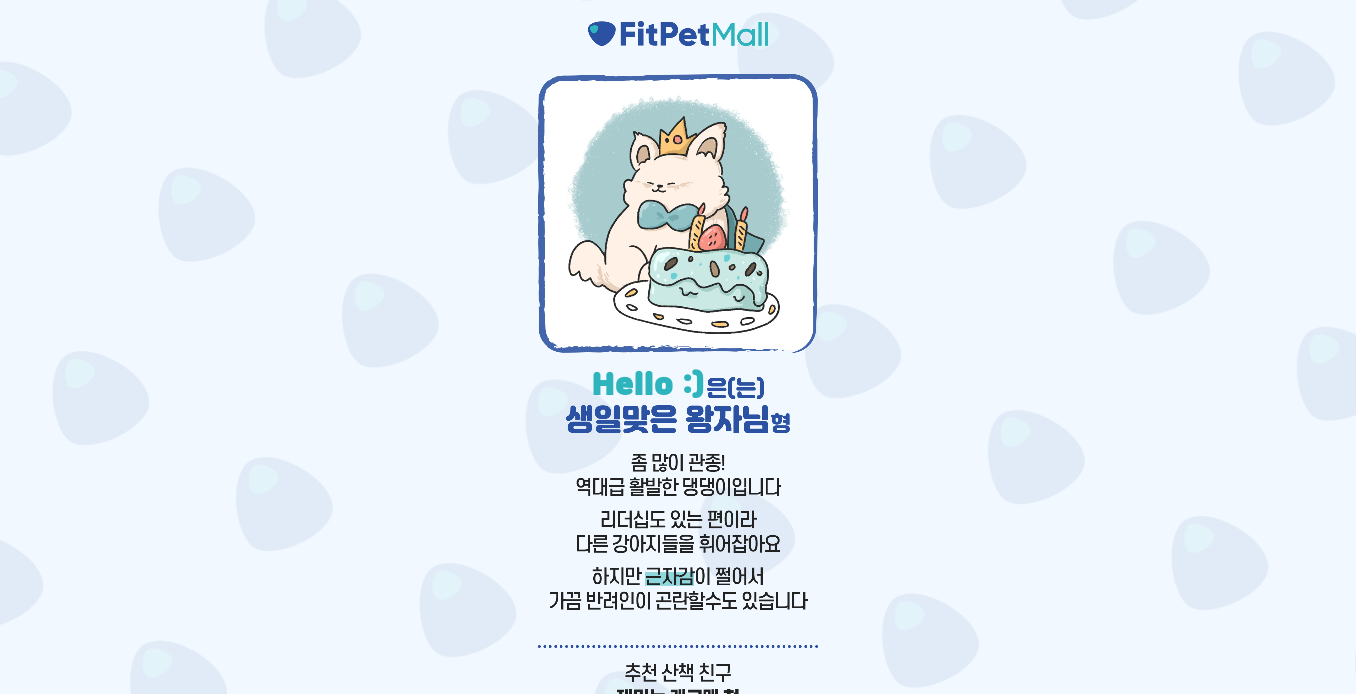 FitPetMall
Hello :)은(는)
생일맞은 왕자님형
좀 많이 관종!
역대급 활발한 댕댕이입니다
리더십도 있는 편이라
다른 강아지들을 휘어잡아요
하지만 근자감이 쩔어서
가끔 반려인이 곤란할수도 있습니다
추천 산책 친구